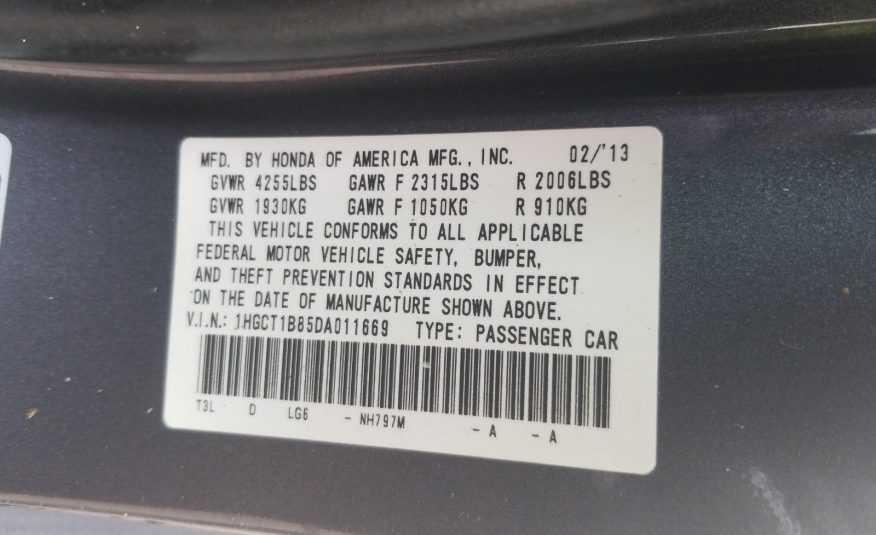 MFD. BY HONDA OF AMERICA MFG., INC. 02/'13
GVWR 4255LBS GAWR F 2315LBS R 2006LBS
GVWR 1930KG GAWR F 1050KG R 910KG
THIS VEHICLE CONFORMS TO ALL APPLICABLE
FEDERAL MOTOR VEHICLE SAFETY, BUMPER,
AND THEFT PREVENTION STANDARDS IN EFFECT
ON THE DATE OF MANUFACTURE SHOWN ABOVE.
V.I.N.: 1HGCT1B85DA011669 TYPE: PASSENGER CAR
T3L D LG6 - NH797M - A - A